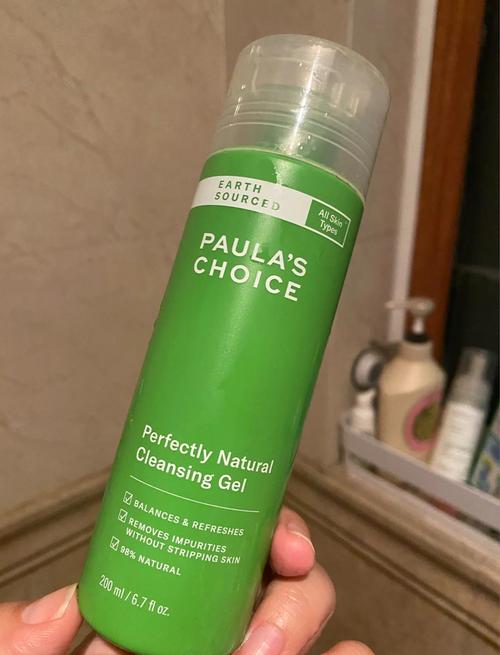 EARTH
SOURCED
All Skin
Types
PAULA'S
CHOICE
Perfectly Natural
Cleansing Gel
BALANCES & REFRESHES
REMOVES IMPURITIES
WITHOUT STRIPPING SKIN
98% NATURAL
200 ml / 6.7 fl oz.